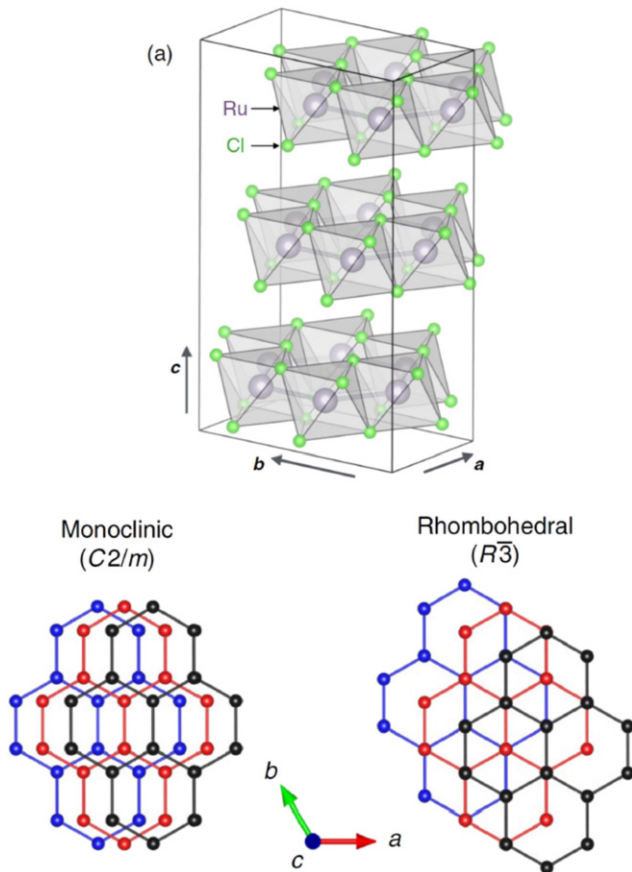 (a)
Ru
Cl
c
b
a
Monoclinic
(C2/m)
Rhombohedral
(R3̅)
b
c
a